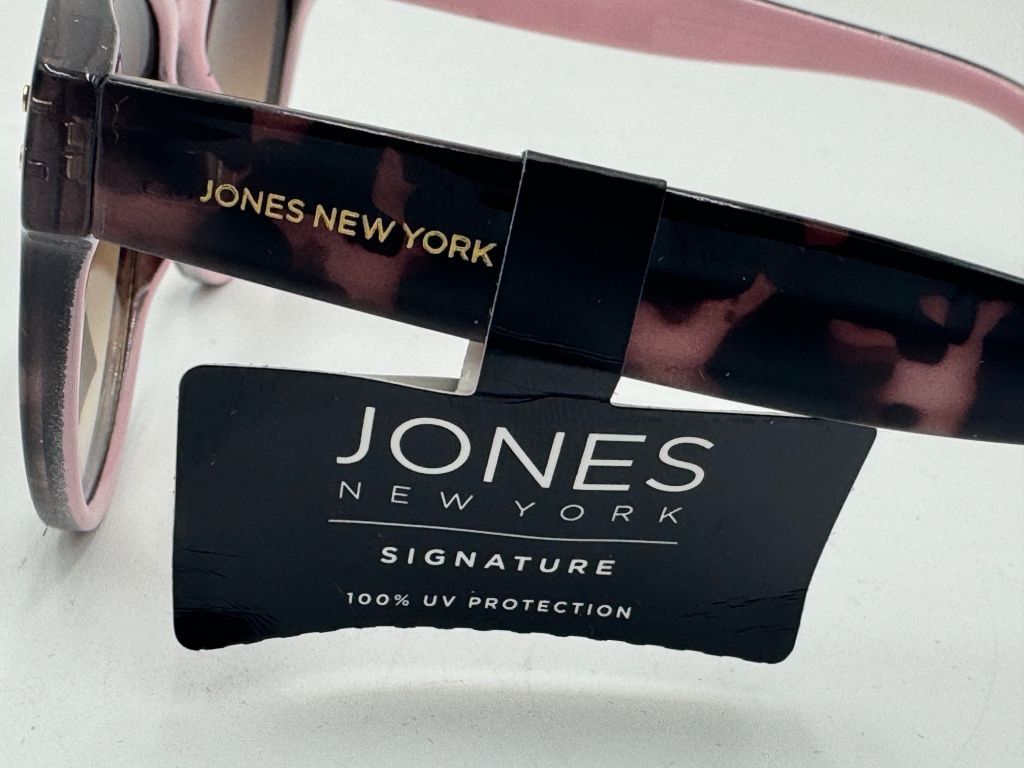 JONES NEW YORK
JONES
NEW YORK
SIGNATURE
100% UV PROTECTION